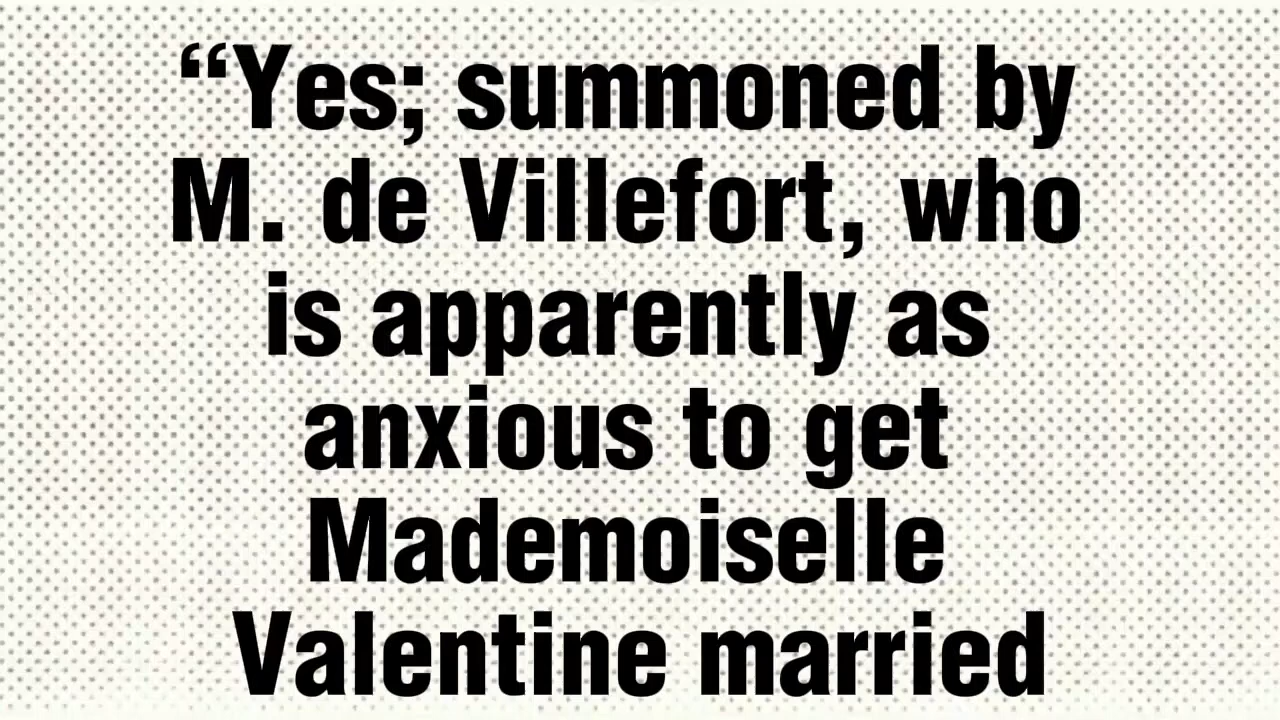 “Yes; summoned by
M. de Villefort, who
is apparently as
anxious to get
Mademoiselle
Valentine married